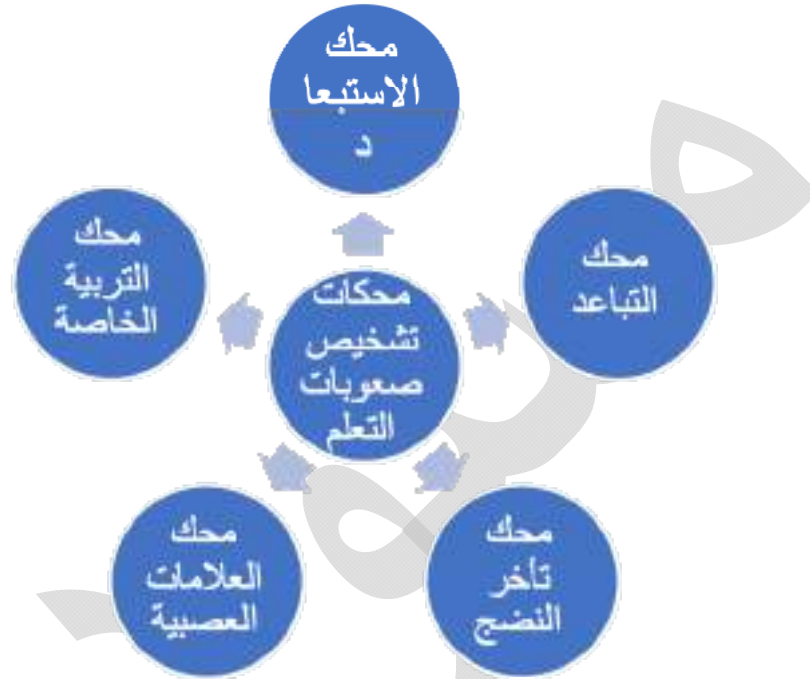 محك
الاستبعا
د
محك
التباعد
محك
تأخر
النضج
محك
العلامات
العصبية
محك
التربية
الخاصة
محكات
تشخيص
صعوبات
التعلم